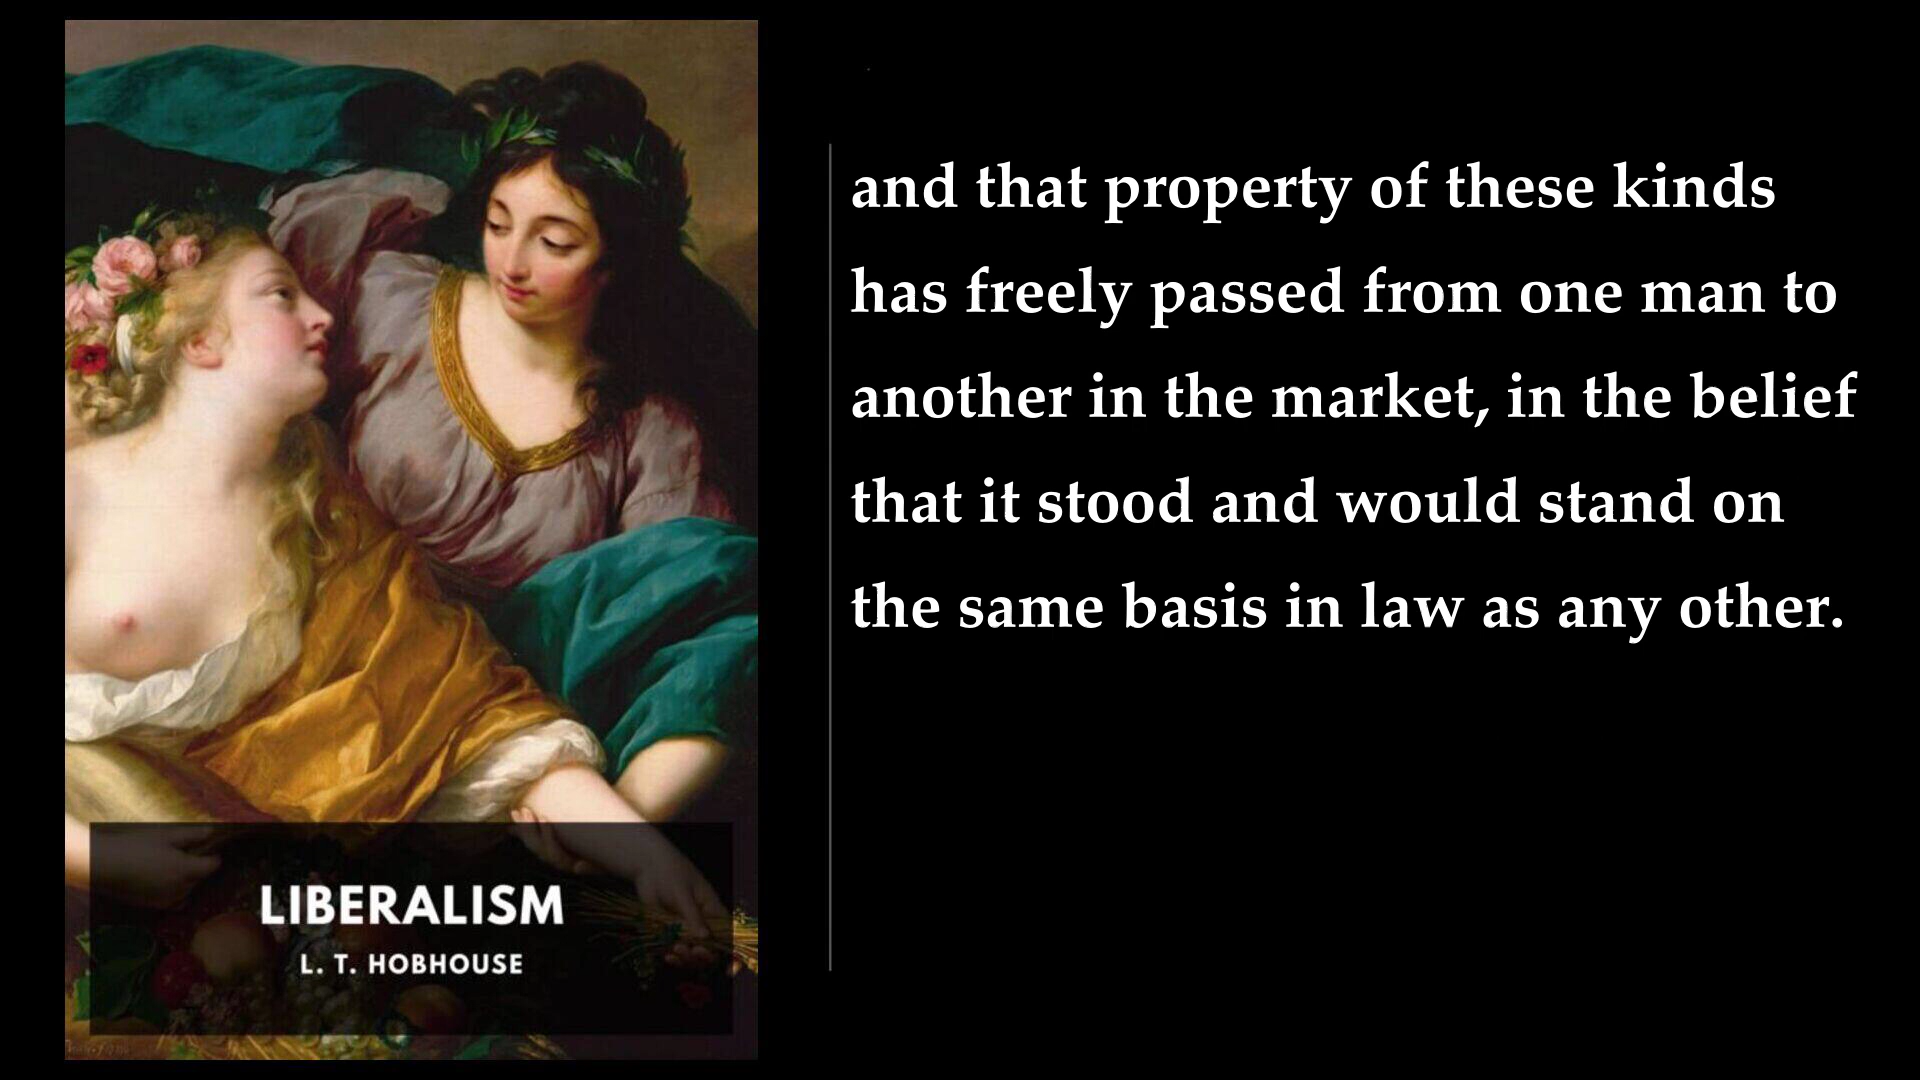 and that property of these kinds
has freely passed from one man to
another in the market, in the belief
that it stood and would stand on
the same basis in law as any other.
LIBERALISM
L. T. HOBHOUSE